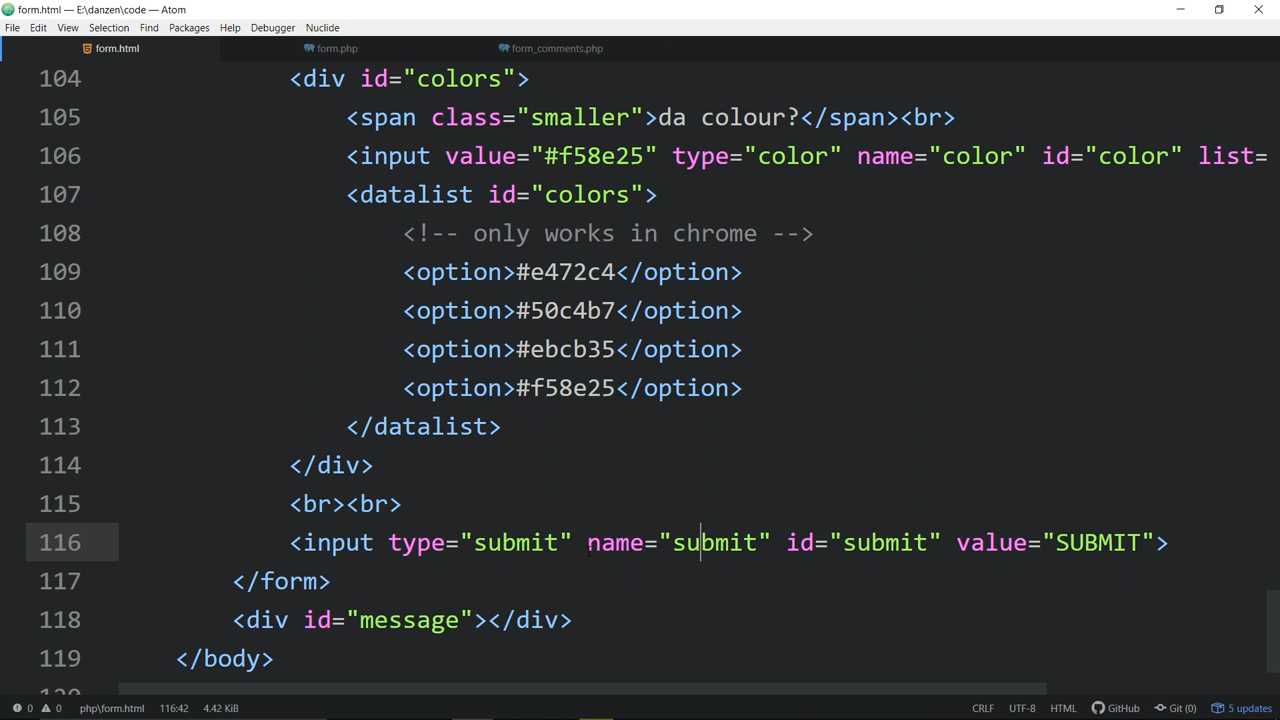 form.html — E:\danzen\code — Atom
File Edit View Selection Find Packages Help Debugger Nuclide
form.html form.php form_comments.php
104 <div id="colors">
105 <span class="smaller">da colour?</span><br>
106 <input value="#f58e25" type="color" name="color" id="color" list=
107 <datalist id="colors">
108 <!-- only works in chrome -->
109 <option>#e472c4</option>
110 <option>#50c4b7</option>
111 <option>#ebcb35</option>
112 <option>#f58e25</option>
113 </datalist>
114 </div>
115 <br><br>
116 <input type="submit" name="submit" id="submit" value="SUBMIT">
117 </form>
118 <div id="message"></div>
119 </body>
120
0 0 php\form.html 116:42 4.42 KiB CRLF UTF-8 HTML GitHub Git (0) 5 updates